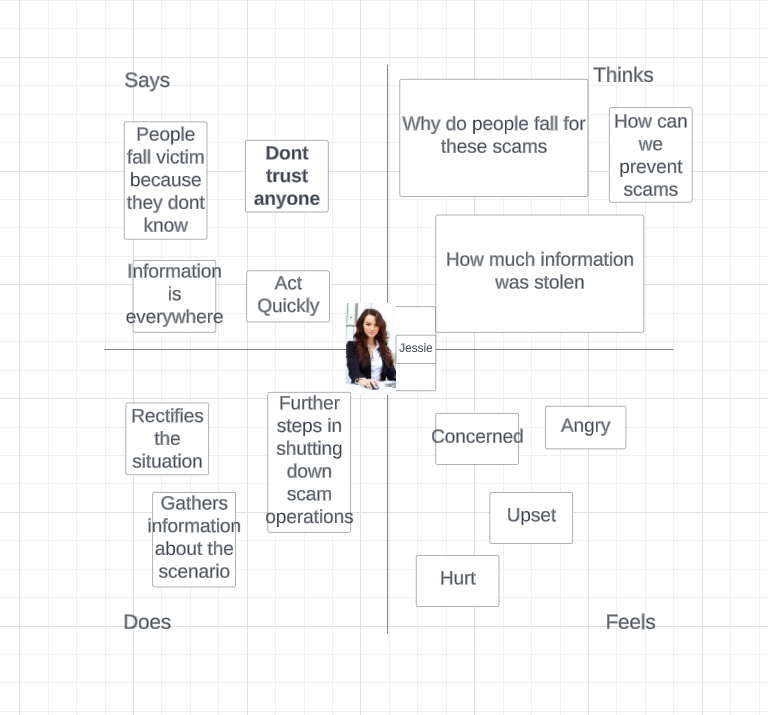 Says
People
fall victim
because
they dont
know
Dont
trust
anyone
Information
is
everywhere
Act
Quickly
Thinks
Why do people fall for
these scams
How can
we
prevent
scams
How much information
was stolen
Jessie
Rectifies
the
situation
Further
steps in
shutting
down
scam
operations
Gathers
information
about the
scenario
Does
Concerned
Angry
Upset
Hurt
Feels